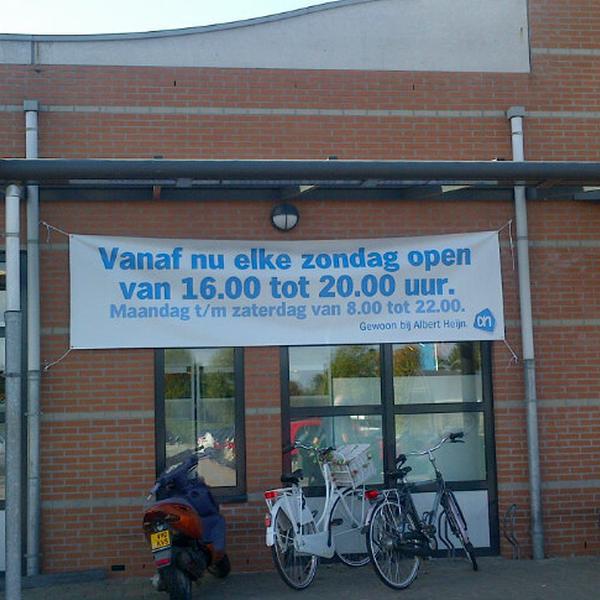 Vanaf nu elke zondag open
van 16.00 tot 20.00 uur.
Maandag t/m zaterdag van 8.00 tot 22.00.
Gewoon bij Albert Heijn.